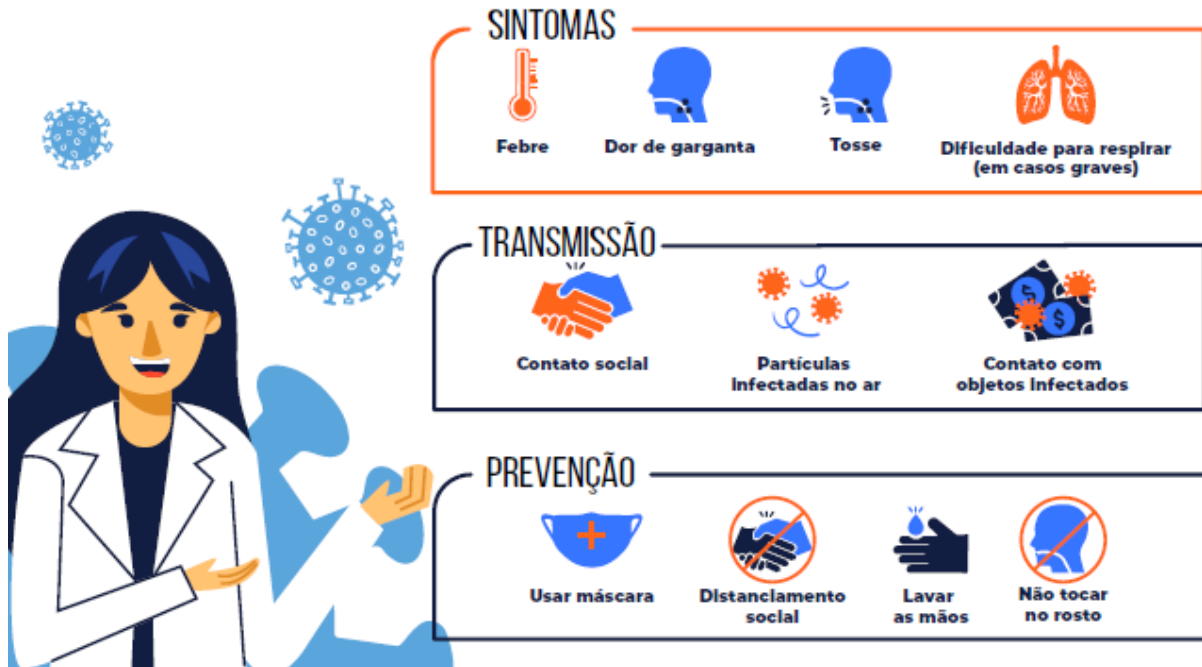 SINTOMAS
Febre
Dor de garganta
Tosse
Dificuldade para respirar
(em casos graves)
TRANSMISSÃO
Contato social
Partículas
infectadas no ar
Contato com
objetos infectados
PREVENÇÃO
Usar máscara
Distanciamento
social
Lavar
as mãos
Não tocar
no rosto